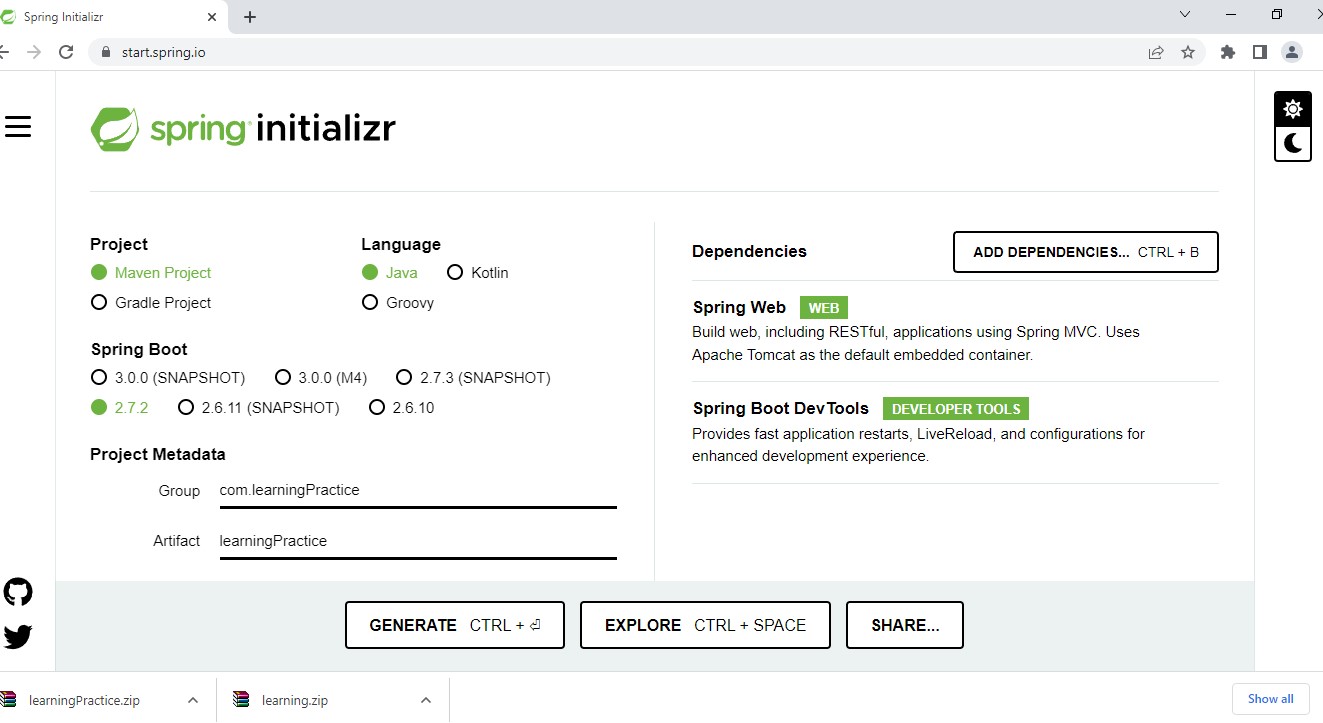 Spring Initializr
start.spring.io
spring initializr
Project
Maven Project
Gradle Project
Language
Java Kotlin
Groovy
Spring Boot
3.0.0 (SNAPSHOT) 3.0.0 (M4) 2.7.3 (SNAPSHOT)
2.7.2 2.6.11 (SNAPSHOT) 2.6.10
Project Metadata
Group com.learningPractice
Artifact learningPractice
Dependencies ADD DEPENDENCIES... CTRL + B
Spring Web WEB
Build web, including RESTful, applications using Spring MVC. Uses
Apache Tomcat as the default embedded container.
Spring Boot DevTools DEVELOPER TOOLS
Provides fast application restarts, LiveReload, and configurations for
enhanced development experience.
GENERATE CTRL + ⏎ EXPLORE CTRL + SPACE SHARE...
learningPractice.zip learning.zip Show all